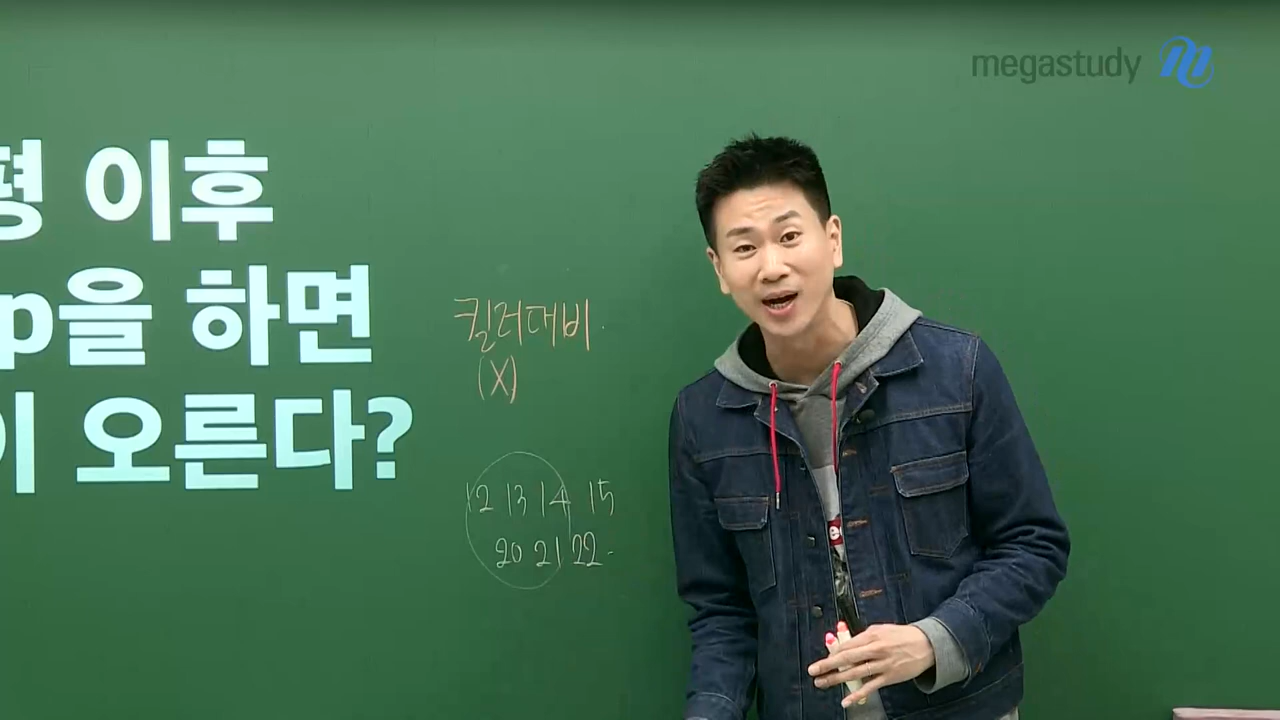 megastudy
평 이후
p을 하면
이 오른다?
킬러대비.
(X)
12 13 14 15
20 21 22.